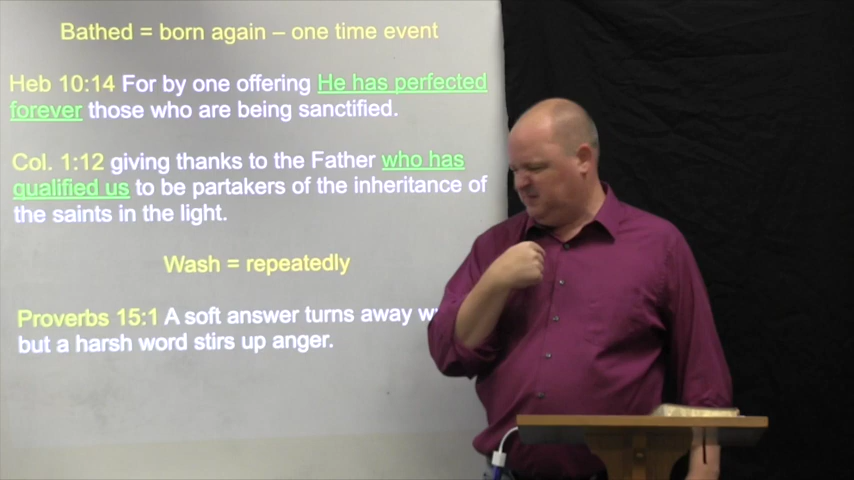 Bathed = born again – one time event
Heb 10:14 For by one offering He has perfected
forever those who are being sanctified.
Col. 1:12 giving thanks to the Father who has
qualified us to be partakers of the inheritance of
the saints in the light.
Wash = repeatedly
Proverbs 15:1 A soft answer turns away
but a harsh word stirs up anger.